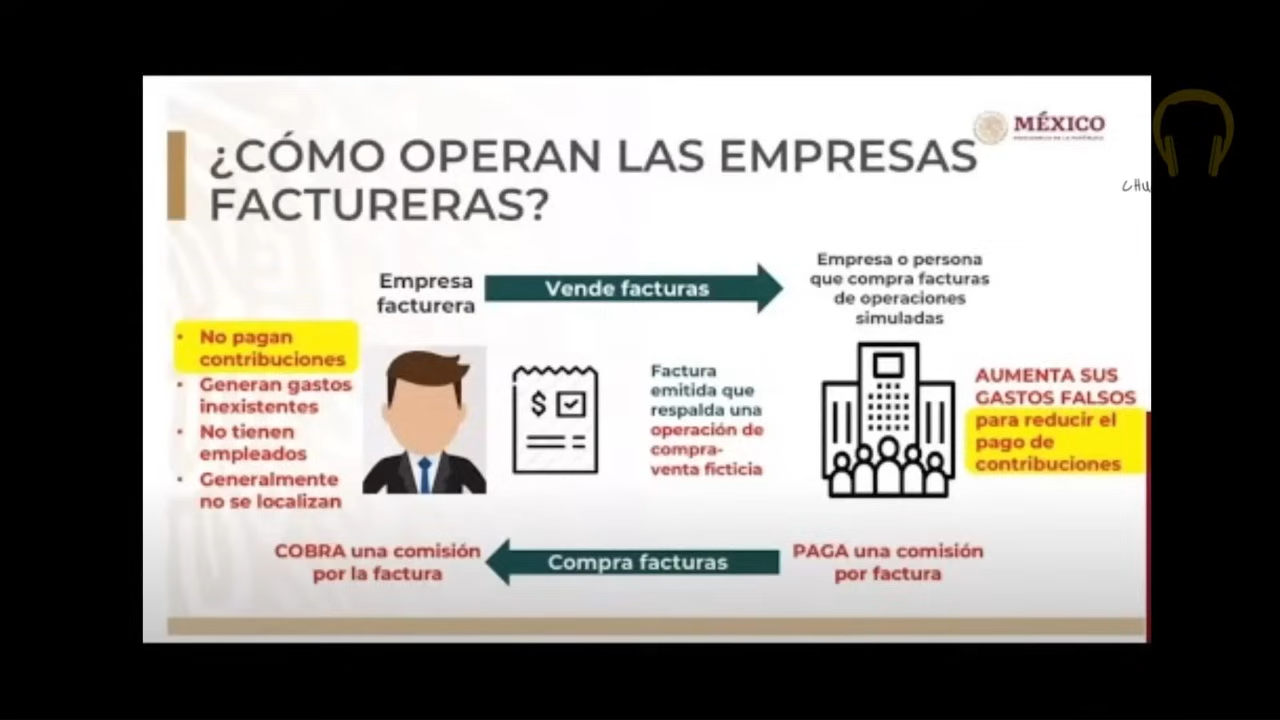 ¿CÓMO OPERAN LAS EMPRESAS
FACTURERAS?
MÉXICO
CHU
Empresa
facturera
Vende facturas
Empresa o persona
que compra facturas
de operaciones
simuladas
• No pagan
contribuciones
• Generan gastos
inexistentes
• No tienen
empleados
• Generalmente
no se localizan
$
Factura
emitida que
respalda una
operación de
compra-
venta ficticia
AUMENTA SUS
GASTOS FALSOS
para reducir el
pago de
contribuciones
COBRA una comisión
por la factura
Compra facturas
PAGA una comisión
por factura